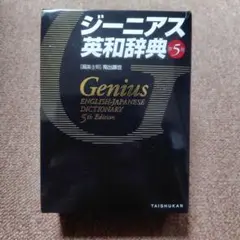 ジーニアス
英和辞典
第5版
[編集主幹] 南出康世
Genius
ENGLISH-JAPANESE
DICTIONARY
5th Edition
TAISHUKAN